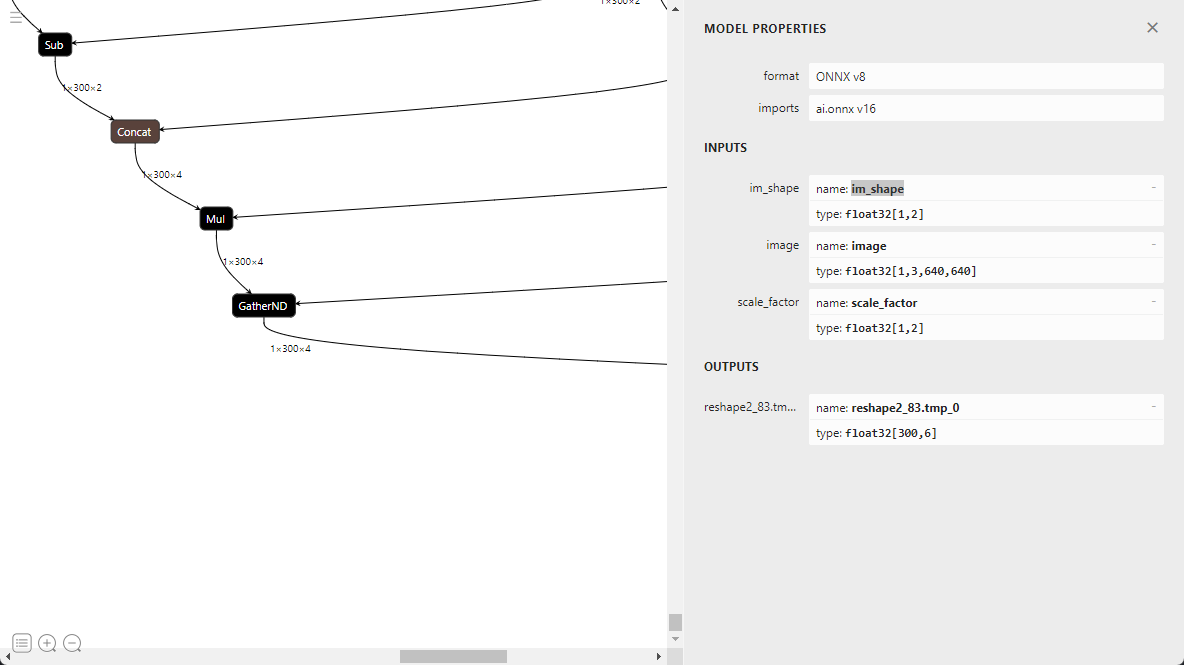 1×300×2
Sub
1×300×2
Concat
1×300×4
Mul
1×300×4
GatherND
1×300×4
MODEL PROPERTIES
format ONNX v8
imports ai.onnx v16
INPUTS
im_shape name: im_shape -
type: float32[1,2]
image name: image -
type: float32[1,3,640,640]
scale_factor name: scale_factor -
type: float32[1,2]
OUTPUTS
reshape2_83.tm... name: reshape2_83.tmp_0 -
type: float32[300,6]